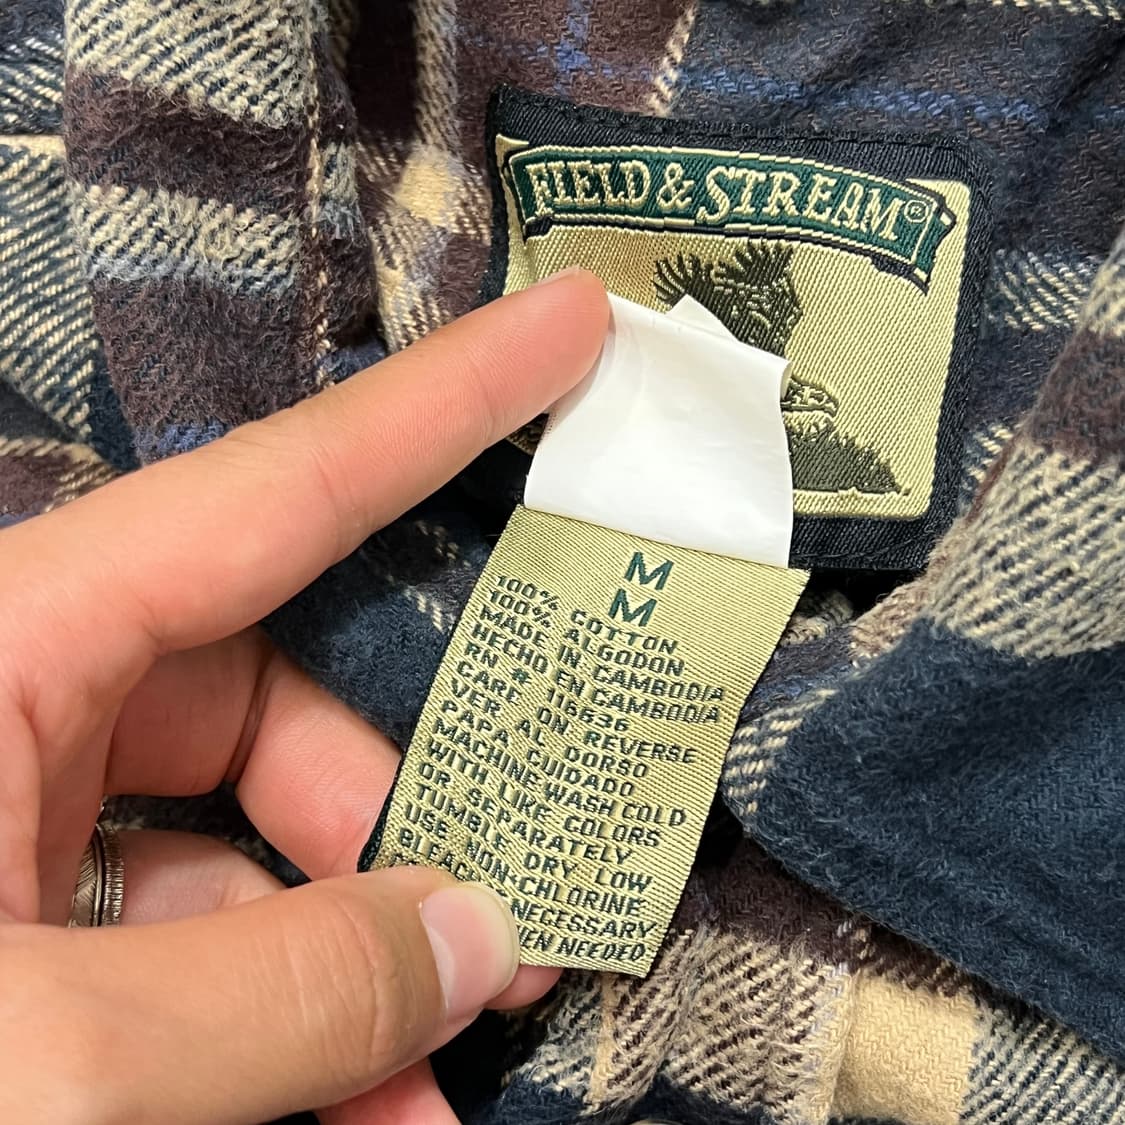 FIELD & STREAM®
M
M
100% COTTON
100% ALGODON
MADE IN CAMBODIA
HECHO EN CAMBODIA
RN # 116636
CARE ON REVERSE
VER AL DORSO
PAPA CUIDADO
MACHINE WASH COLD
WITH LIKE COLORS
OR SEPARATELY
TUMBLE DRY LOW
USE NON-CHLORINE
BLEACH NECESSARY
NEEDED